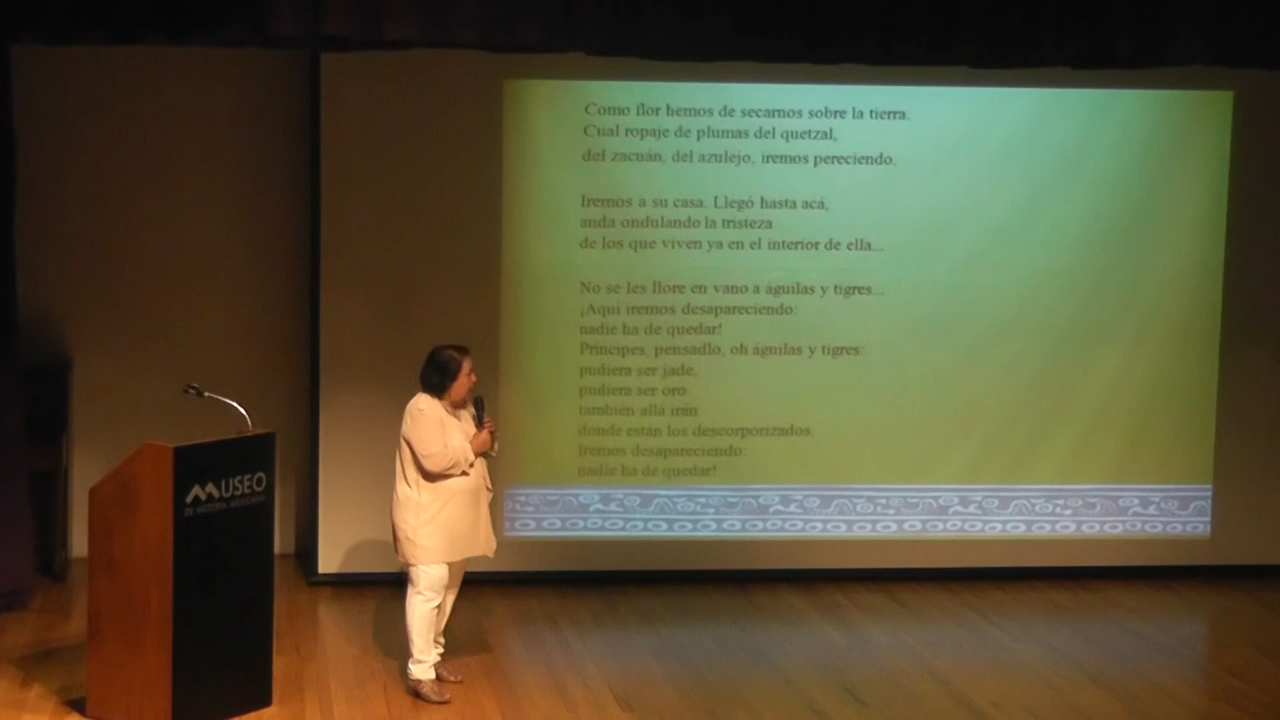 Como flor hemos de secarnos sobre la tierra.
Cual ropaje de plumas del quetzal,
del zacuán, del azulejo, iremos pereciendo.
Iremos a su casa. Llegó hasta acá,
anda ondulando la tristeza
de los que viven ya en el interior de ella...
No se les llore en vano a águilas y tigres...
¡Aquí iremos desapareciendo:
nadie ha de quedar!
Príncipes, pensadlo, oh águilas y tigres:
pudiera ser jade,
pudiera ser oro
también allá irán
donde están los descorporizados.
Iremos desapareciendo:
nadie ha de quedar!
MUSEO
DE HISTORIA MEXICANA